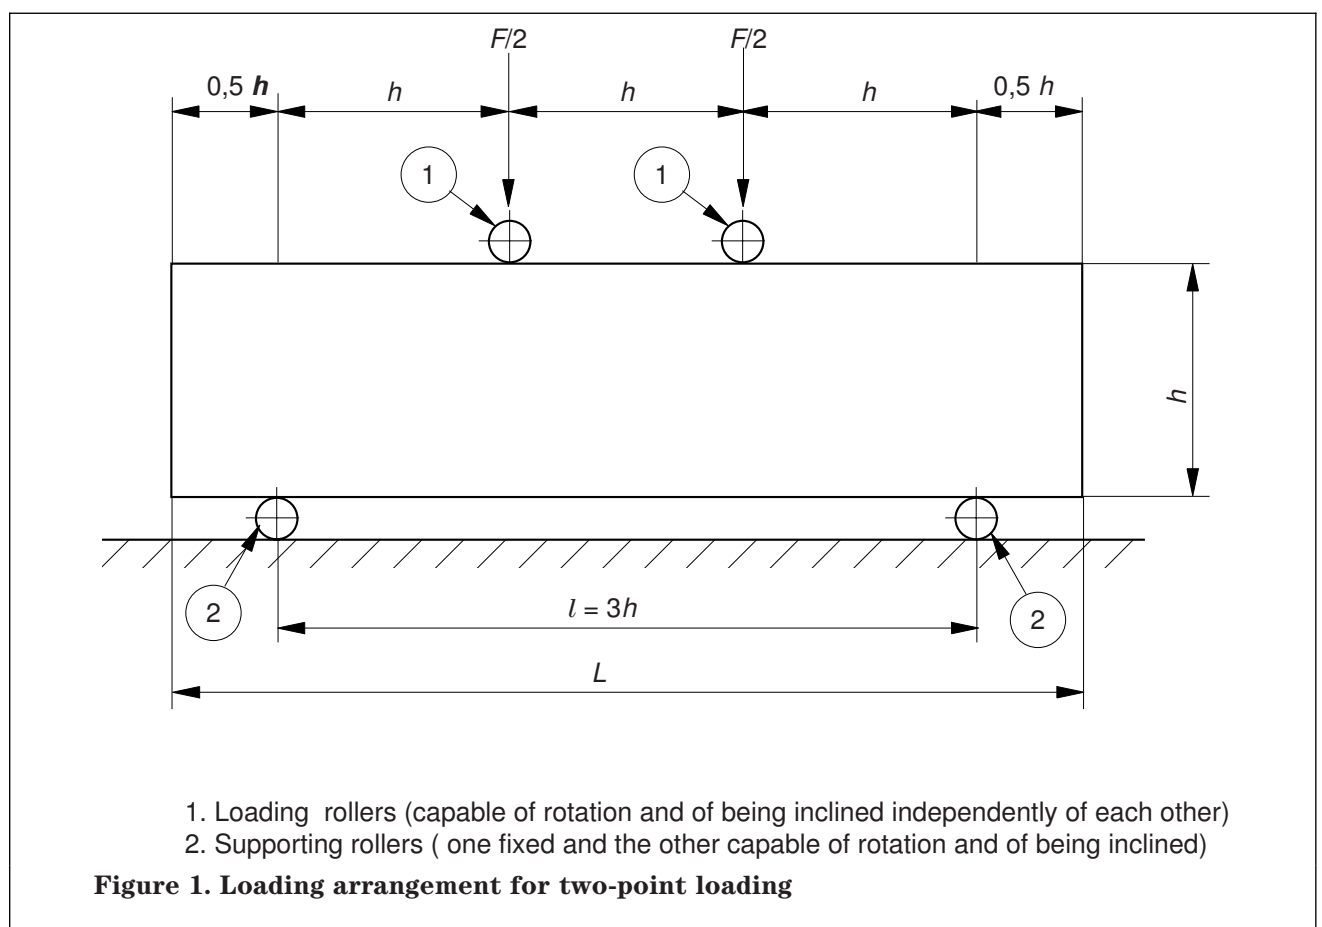 F/2 F/2
0,5 h h h h 0,5 h
1 1
h
2 l = 3h 2
L
1. Loading rollers (capable of rotation and of being inclined independently of each other)
2. Supporting rollers ( one fixed and the other capable of rotation and of being inclined)
Figure 1. Loading arrangement for two-point loading